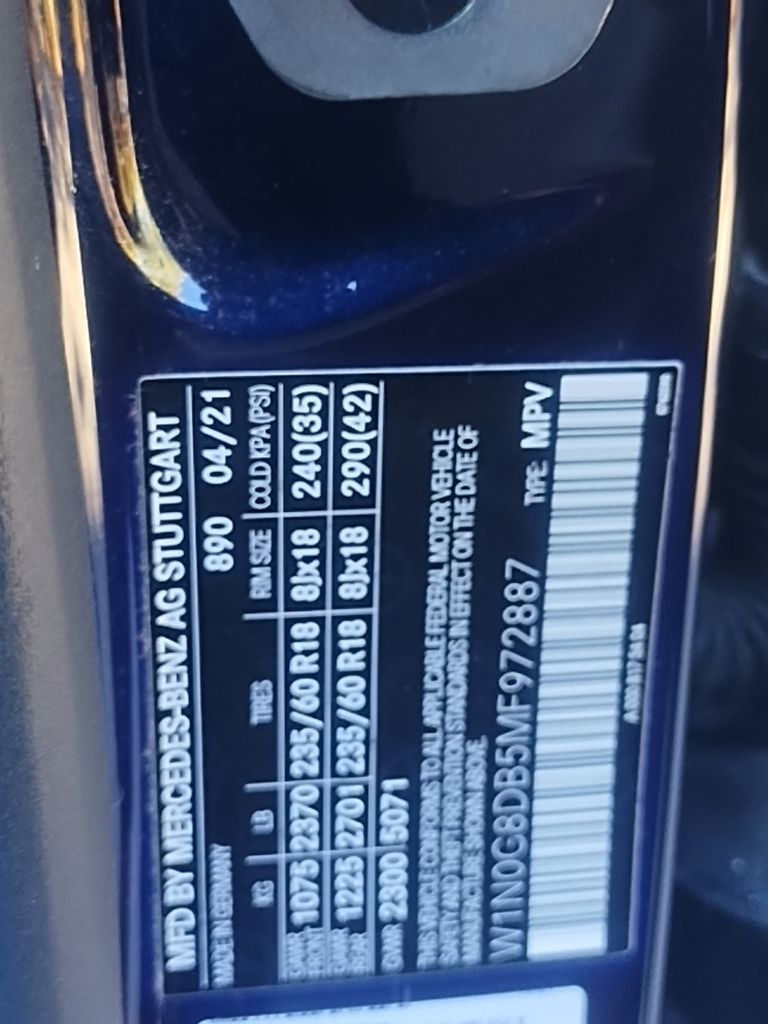 MFD BY MERCEDES-BENZ AG STUTTGART
MADE IN GERMANY 890 04/21
KG LB TIRES RIM SIZE COLD KPA (PSI)
GAWR FRONT 1075 2370 235/60 R18 8Jx18 240(35)
GAWR REAR 1225 2701 235/60 R18 8Jx18 290(42)
GVWR 2300 5071
THIS VEHICLE CONFORMS TO ALL APPLICABLE FEDERAL MOTOR VEHICLE
SAFETY AND THEFT PREVENTION STANDARDS IN EFFECT ON THE DATE OF
MANUFACTURE SHOWN ABOVE.
W1N0G8DB5MF972887 TYPE: MPV